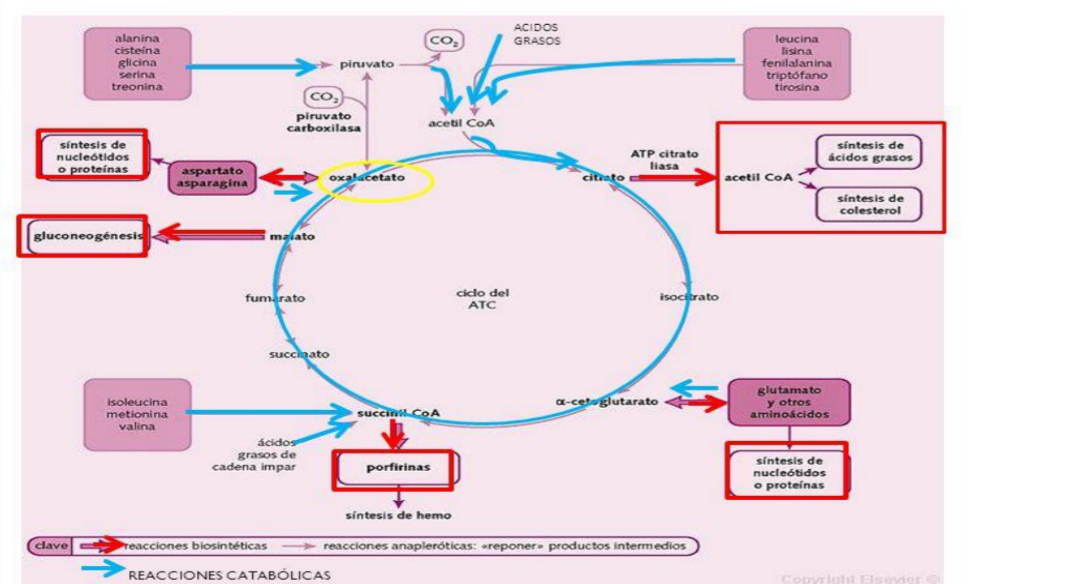 alanina
cisteína
glicina
serina
treonina
piruvato
CO₂
ACIDOS
GRASOS
leucina
lisina
fenilalanina
triptófano
tirosina
CO₂
piruvato
carboxilasa
acetil CoA
síntesis de
nucleótidos
o proteínas
aspartato
asparagina
oxalacetato
citrato
ATP citrato
liasa
acetil CoA
síntesis de
ácidos grasos
síntesis de
colesterol
gluconeogénesis
malato
fumarato
ciclo del
ATC
isocitrato
succinato
isoleucina
metionina
valina
succinil CoA
α-cetoglutarato
glutamato
y otros
aminoácidos
ácidos
grasos de
cadena impar
porfirinas
síntesis de
nucleótidos
o proteínas
síntesis de hemo
clave
reacciones biosintéticas
reacciones anapleróticas: «reponer» productos intermedios
REACCIONES CATABÓLICAS
Copyright Elsevier ©